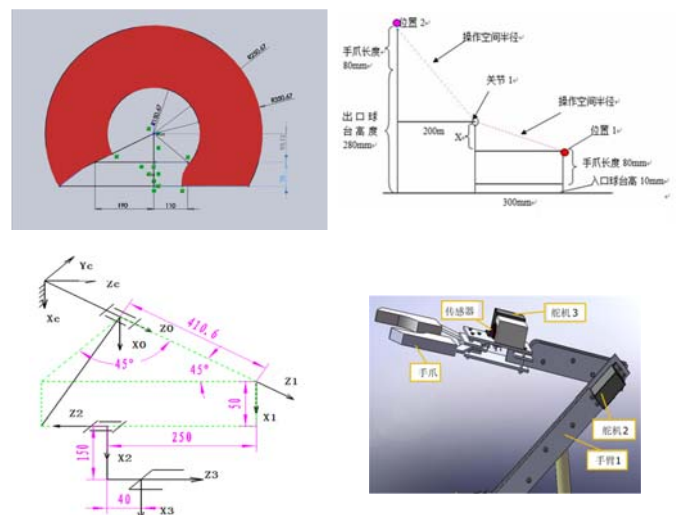 位置 2
手爪长度
80mm
操作空间半径
关节 1
操作空间半径
位置 1
出 口 球
台 高 度
280mm
200m
X
手爪长度 80mm
入口球台高 10mm
300mm
190
110
Yc
Zc
Xc
Z0
X0
410.6
45°
45°
Z1
50
X1
Z2
250
150
X2
Z3
40
X3
传感器
舵机 3
手爪
舵机2
手臂1